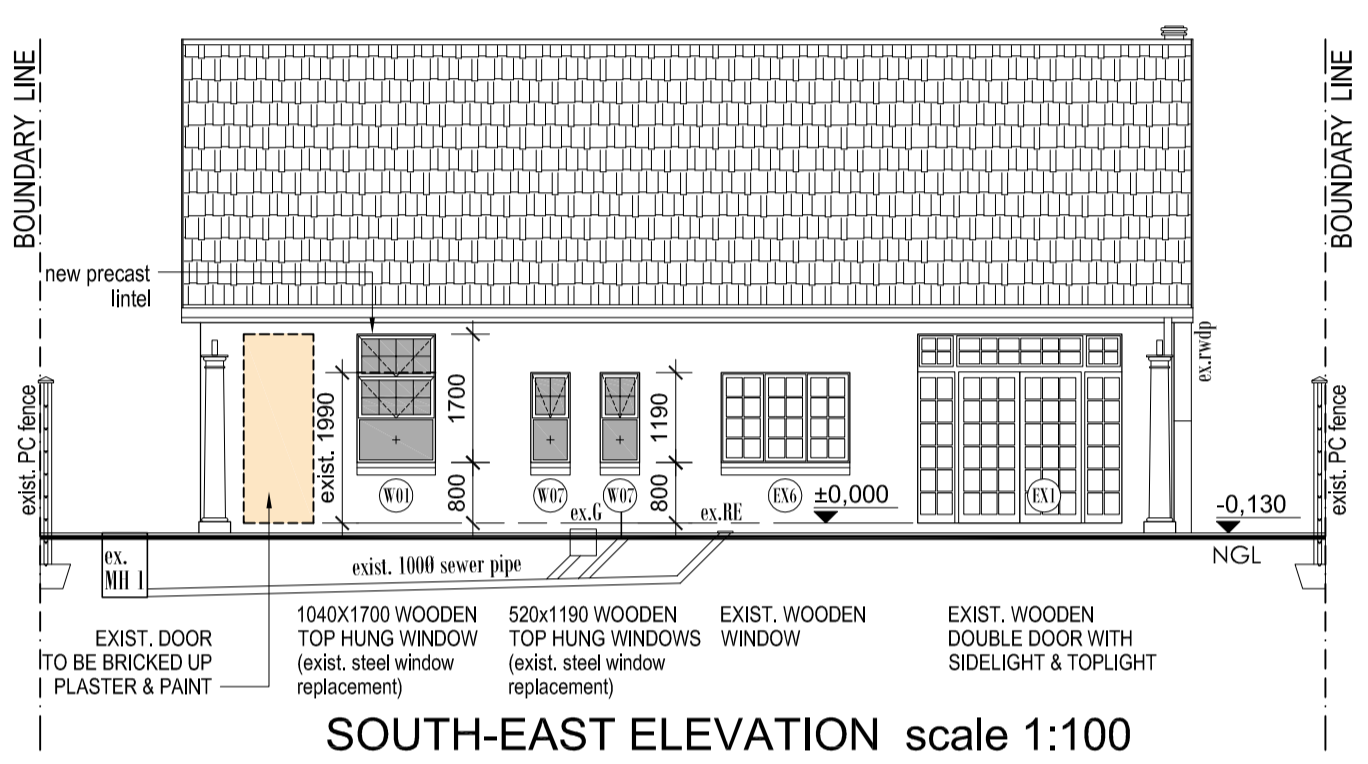 BOUNDARY LINE
BOUNDARY LINE
new precast
lintel
ex.rwdp
exist. PC fence
exist. PC fence
exist. 1990
1700
800
1190
800
W01
W07
W07
EX6
±0,000
EX1
-0,130
NGL
ex.G
ex.RE
ex.
MH 1
exist. 1000 sewer pipe
EXIST. DOOR
TO BE BRICKED UP
PLASTER & PAINT
1040X1700 WOODEN
TOP HUNG WINDOW
(exist. steel window
replacement)
520x1190 WOODEN
TOP HUNG WINDOWS
(exist. steel window
replacement)
EXIST. WOODEN
WINDOW
EXIST. WOODEN
DOUBLE DOOR WITH
SIDELIGHT & TOPLIGHT
SOUTH-EAST ELEVATION scale 1:100